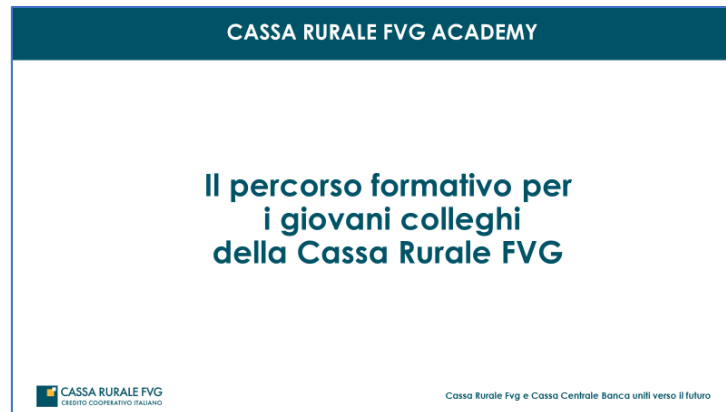 CASSA RURALE FVG ACADEMY
Il percorso formativo per
i giovani colleghi
della Cassa Rurale FVG
CASSA RURALE FVG
CREDITO COOPERATIVO ITALIANO
Cassa Rurale Fvg e Cassa Centrale Banca uniti verso il futuro